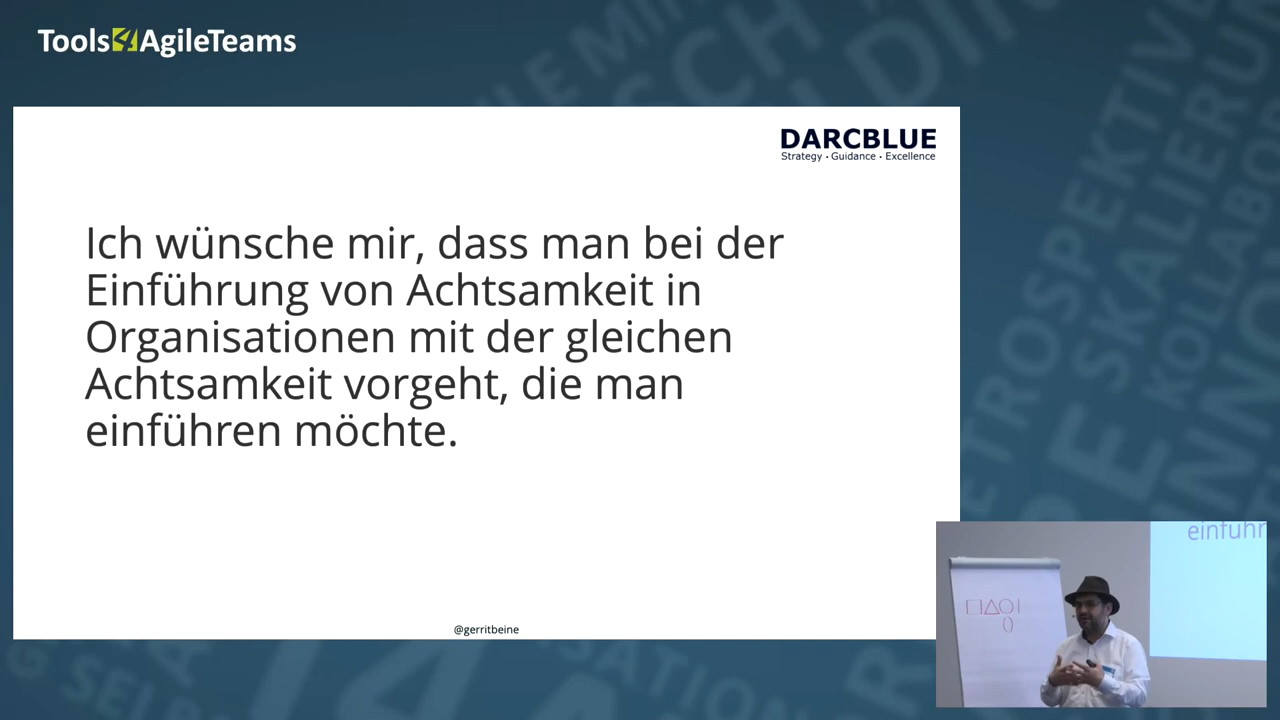 Tools4AgileTeams
DARCBLUE
Strategy · Guidance · Excellence
Ich wünsche mir, dass man bei der
Einführung von Achtsamkeit in
Organisationen mit der gleichen
Achtsamkeit vorgeht, die man
einführen möchte.
@gerritbeine
einführ